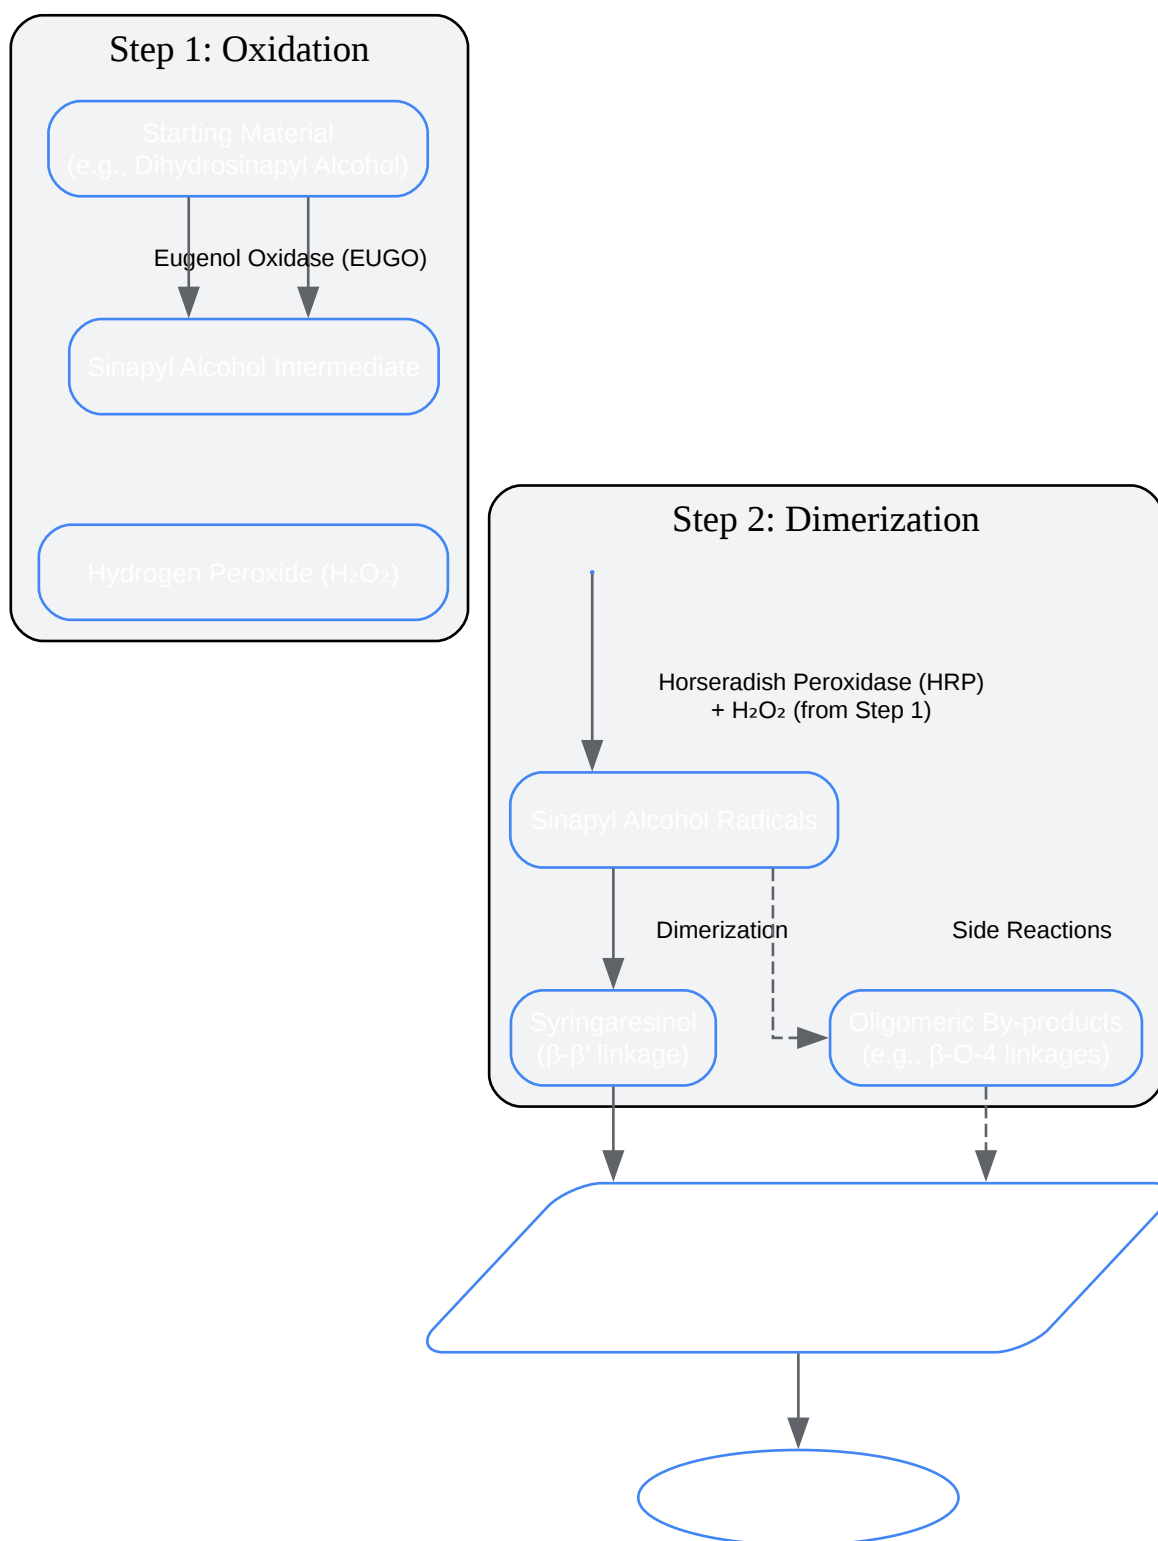 Step 1: Oxidation
Starting Material
(e.g., Dihydrosinapyl Alcohol)
Eugenol Oxidase (EUGO)
Sinapyl Alcohol Intermediate
Hydrogen Peroxide (H₂O₂)
Step 2: Dimerization
Horseradish Peroxidase (HRP)
+ H₂O₂ (from Step 1)
Sinapyl Alcohol Radicals
Dimerization
Side Reactions
Syringaresinol
(β-β' linkage)
Oligomeric By-products
(e.g., β-O-4 linkages)